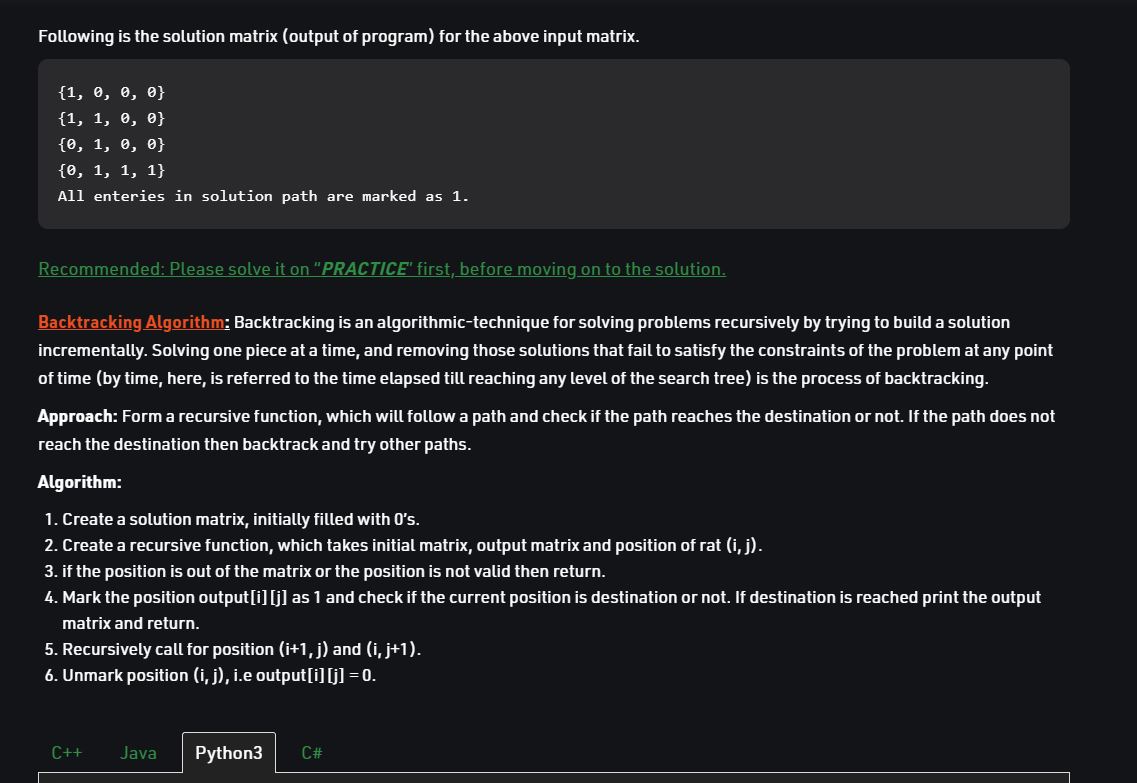 Following is the solution matrix (output of program) for the above input matrix.
{1, 0, 0, 0}
{1, 1, 0, 0}
{0, 1, 0, 0}
{0, 1, 1, 1}
All enteries in solution path are marked as 1.
Recommended: Please solve it on "PRACTICE" first, before moving on to the solution.
Backtracking Algorithm: Backtracking is an algorithmic-technique for solving problems recursively by trying to build a solution
incrementally. Solving one piece at a time, and removing those solutions that fail to satisfy the constraints of the problem at any point
of time (by time, here, is referred to the time elapsed till reaching any level of the search tree) is the process of backtracking.
Approach: Form a recursive function, which will follow a path and check if the path reaches the destination or not. If the path does not
reach the destination then backtrack and try other paths.
Algorithm:
1. Create a solution matrix, initially filled with 0's.
2. Create a recursive function, which takes initial matrix, output matrix and position of rat (i, j).
3. if the position is out of the matrix or the position is not valid then return.
4. Mark the position output[i][j] as 1 and check if the current position is destination or not. If destination is reached print the output
matrix and return.
5. Recursively call for position (i+1, j) and (i, j+1).
6. Unmark position (i, j), i.e output[i][j] = 0.
C++ Java Python3 C#